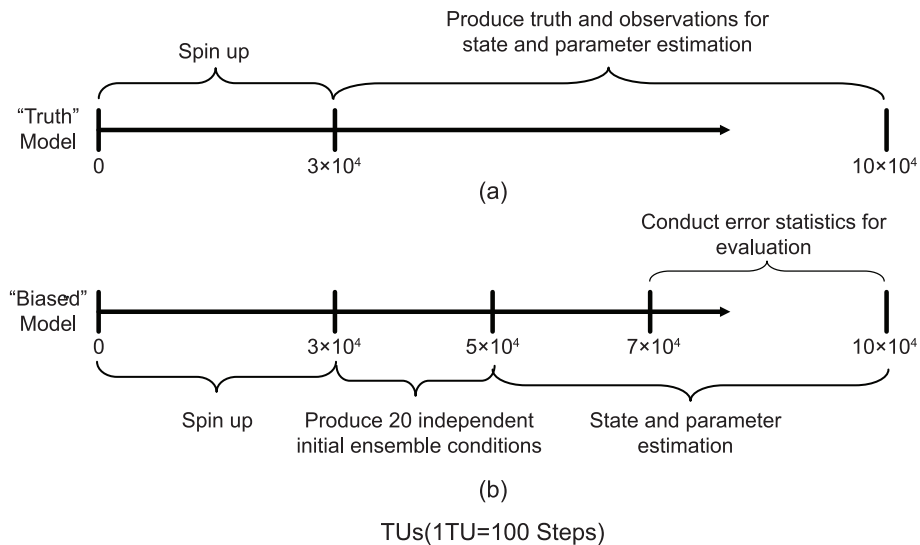 Produce truth and observations for
state and parameter estimation
Spin up
“Truth”
Model
0
3×10⁴
10×10⁴
(a)
Conduct error statistics for
evaluation
“Biased”
Model
0
3×10⁴
5×10⁴
7×10⁴
10×10⁴
Spin up
Produce 20 independent
initial ensemble conditions
State and parameter
estimation
(b)
TUs(1TU=100 Steps)